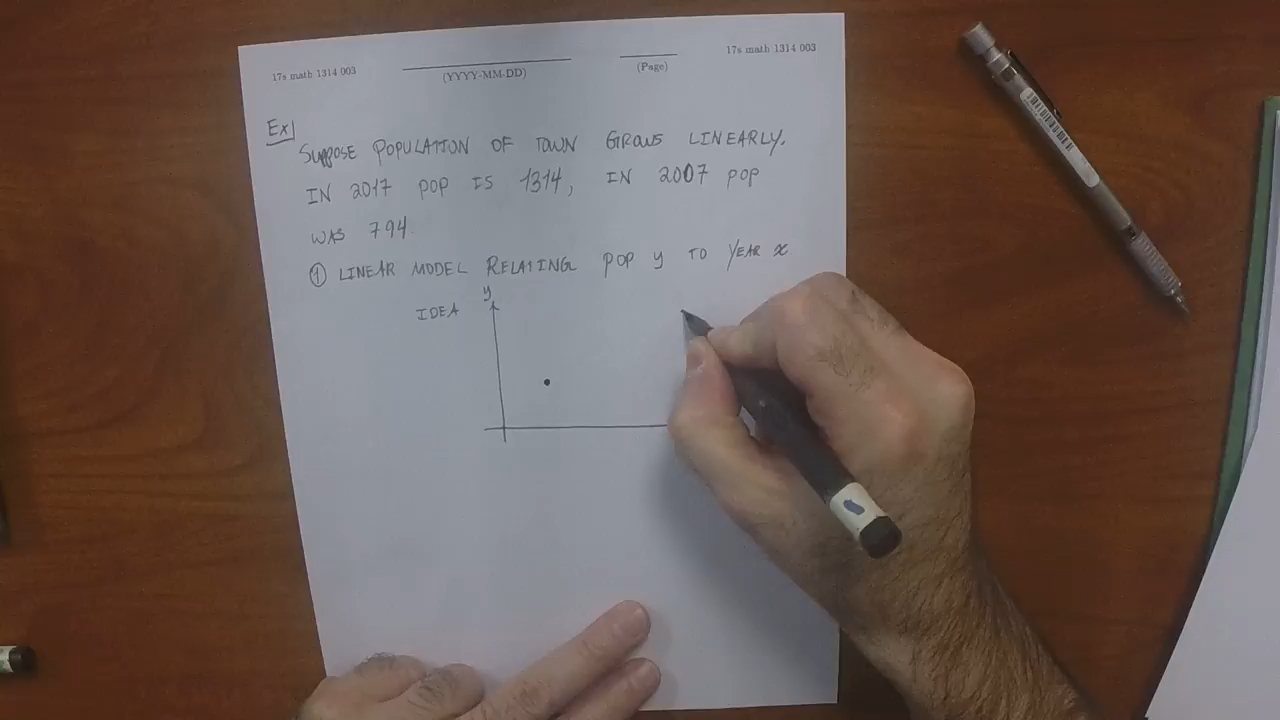 17s math 1314 003
(YYYY-MM-DD)
(Page)
17s math 1314 003
Ex
SUPPOSE POPULATION OF TOWN GROWS LINEARLY.
IN 2017 POP IS 1314, IN 2007 POP
WAS 794.
① LINEAR MODEL RELATING POP y TO YEAR x.
IDEA
y